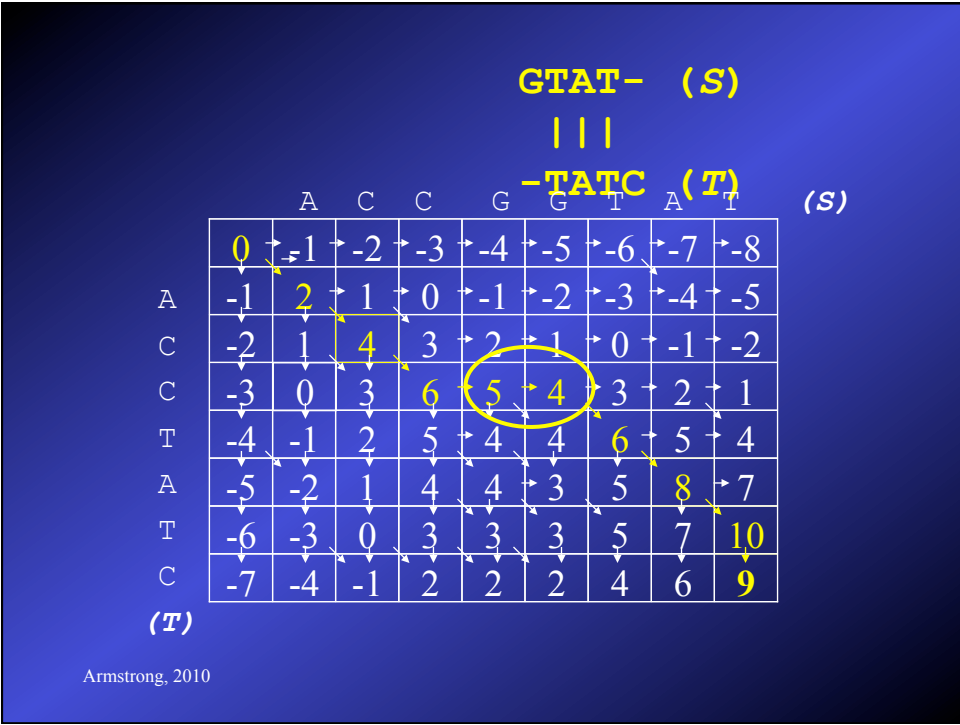 GTAT- (S)
|||
-TATC (T)
A C C G G T A T (S)
0 -1 -2 -3 -4 -5 -6 -7 -8
A -1 2 1 0 -1 -2 -3 -4 -5
C -2 1 4 3 2 1 0 -1 -2
C -3 0 3 6 5 4 3 2 1
T -4 -1 2 5 4 4 6 5 4
A -5 -2 1 4 4 3 5 8 7
T -6 -3 0 3 3 3 5 7 10
C -7 -4 -1 2 2 2 4 6 9
(T)
Armstrong, 2010